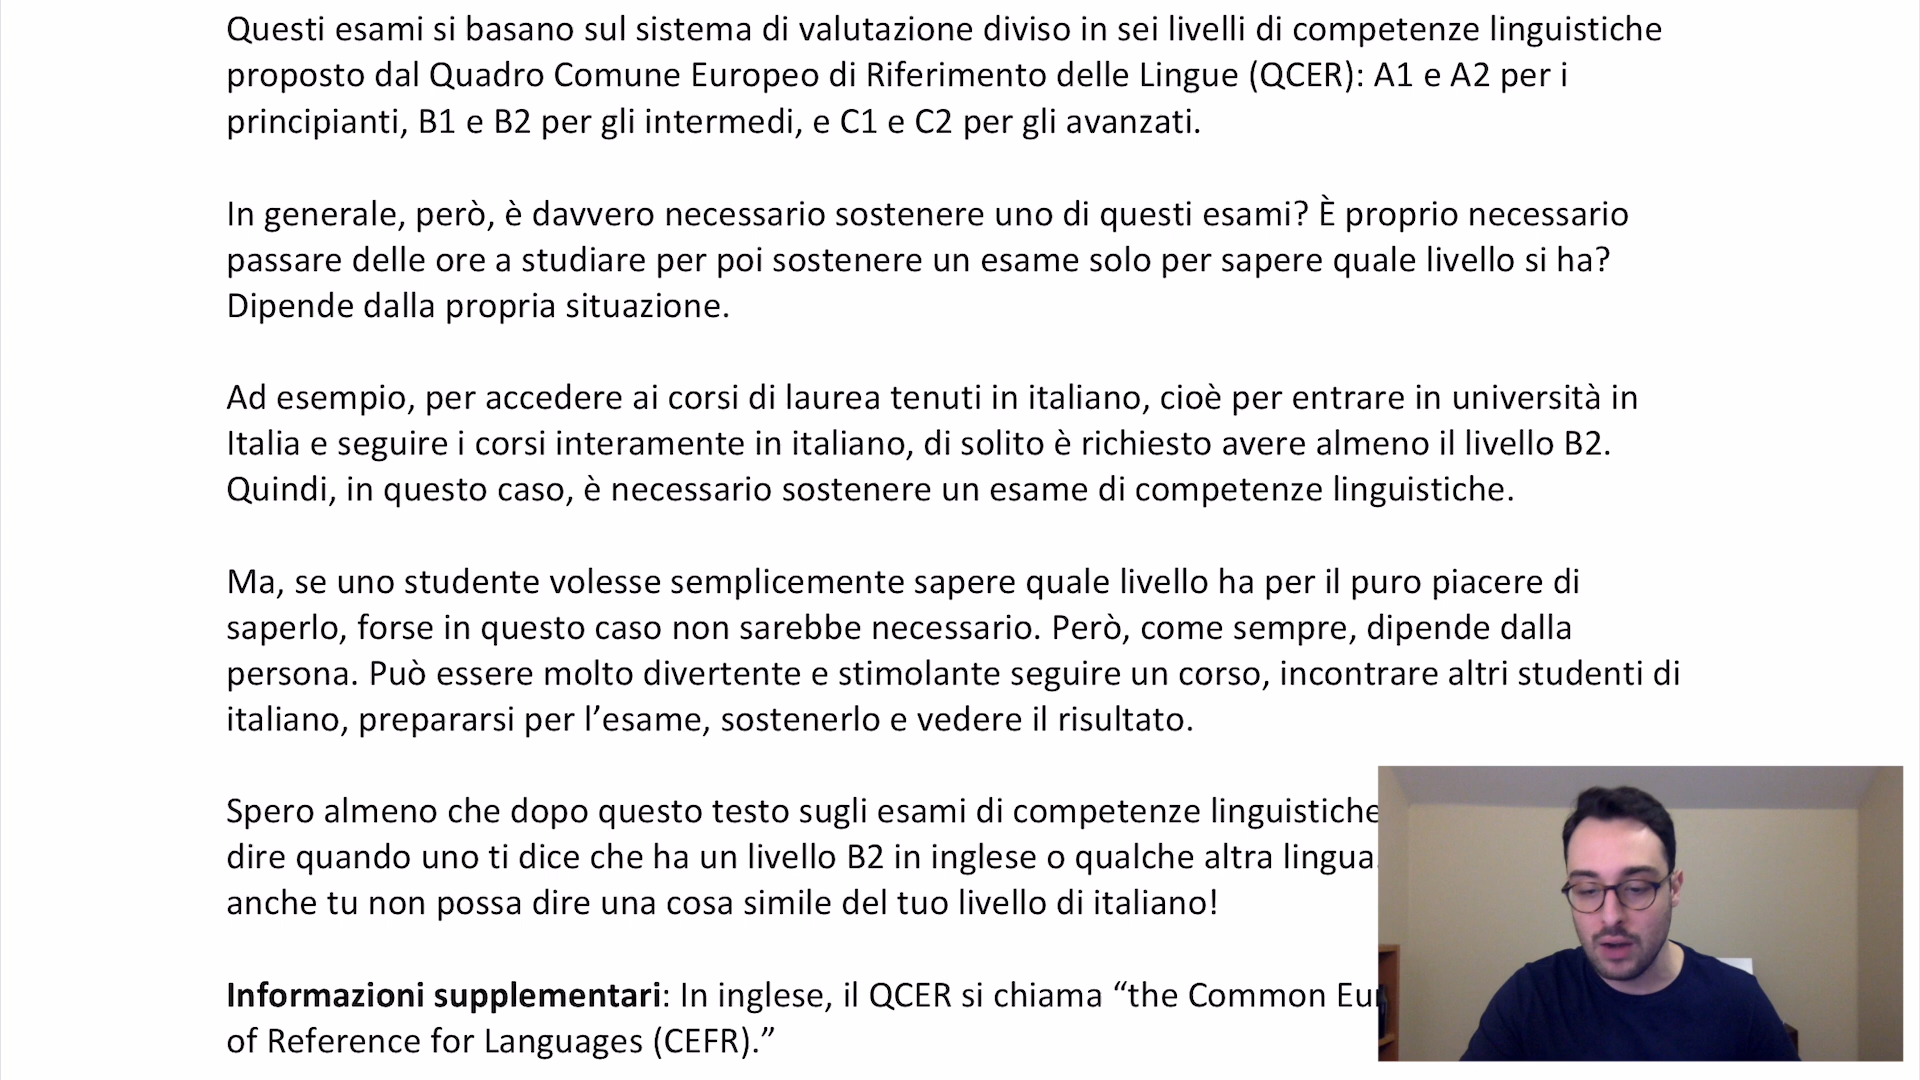 Questi esami si basano sul sistema di valutazione diviso in sei livelli di competenze linguistiche
proposto dal Quadro Comune Europeo di Riferimento delle Lingue (QCER): A1 e A2 per i
principianti, B1 e B2 per gli intermedi, e C1 e C2 per gli avanzati.
In generale, però, è davvero necessario sostenere uno di questi esami? È proprio necessario
passare delle ore a studiare per poi sostenere un esame solo per sapere quale livello si ha?
Dipende dalla propria situazione.
Ad esempio, per accedere ai corsi di laurea tenuti in italiano, cioè per entrare in università in
Italia e seguire i corsi interamente in italiano, di solito è richiesto avere almeno il livello B2.
Quindi, in questo caso, è necessario sostenere un esame di competenze linguistiche.
Ma, se uno studente volesse semplicemente sapere quale livello ha per il puro piacere di
saperlo, forse in questo caso non sarebbe necessario. Però, come sempre, dipende dalla
persona. Può essere molto divertente e stimolante seguire un corso, incontrare altri studenti di
italiano, prepararsi per l’esame, sostenerlo e vedere il risultato.
Spero almeno che dopo questo testo sugli esami di competenze linguistiche
dire quando uno ti dice che ha un livello B2 in inglese o qualche altra lingua.
anche tu non possa dire una cosa simile del tuo livello di italiano!
Informazioni supplementari: In inglese, il QCER si chiama “the Common
of Reference for Languages (CEFR).”